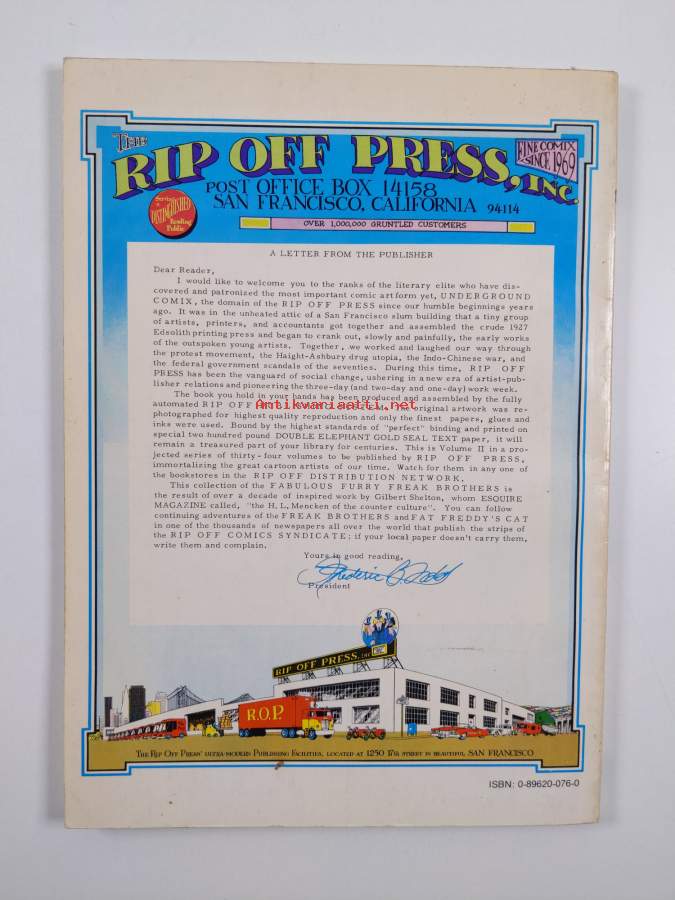 THE
RIP OFF PRESS, INC.
FINE COMIX
SINCE 1969
POST OFFICE BOX 14158
SAN FRANCISCO, CALIFORNIA 94114
Serving
DISTINGUISHED
Reading
Public
OVER 1,000,000 GRUNTLED CUSTOMERS
A LETTER FROM THE PUBLISHER
Dear Reader,
I would like to welcome you to the ranks of the literary elite who have dis-
covered and patronized the most important comic art form yet, UNDERGROUND
COMIX, the domain of the RIP OFF PRESS since our humble beginnings years
ago. It was in the unheated attic of a San Francisco slum building that a tiny group
of artists, printers, and accountants got together and assembled the crude 1927
Edsolith printing press and began to crank out, slowly and painfully, the early works
of the outspoken young artists. Together, we worked and laughed our way through
the protest movement, the Haight-Ashbury drug utopia, the Indo-Chinese war, and
the federal government scandals of the seventies. During this time, RIP OFF
PRESS has been the vanguard of social change, ushering in a new era of artist-pub-
lisher relations and pioneering the three-day (and two-day and one-day) work week.
The book you hold in your hands has been produced and assembled by the fully
automated RIP OFF original artwork was re-
Antikvariaatti.net
photographed for highest quality reproduction and only the finest papers, glues and
inks were used. Bound by the highest standards of "perfect" binding and printed on
special two hundred pound DOUBLE ELEPHANT GOLD SEAL TEXT paper, it will
remain a treasured part of your library for centuries. This is Volume II in a pro-
jected series of thirty-four volumes to be published by RIP OFF PRESS,
immortalizing the great cartoon artists of our time. Watch for them in any one of
the bookstores in the RIP OFF DISTRIBUTION NETWORK.
This collection of the FABULOUS FURRY FREAK BROTHERS is
the result of over a decade of inspired work by Gilbert Shelton, whom ESQUIRE
MAGAZINE called, "the H. L. Mencken of the counter culture". You can follow
continuing adventures of the FREAK BROTHERS and FAT FREDDY'S CAT
in one of the thousands of newspapers all over the world that publish the strips of
the RIP OFF COMICS SYNDICATE; if your local paper doesn't carry them,
write them and complain.
Yours in good reading,
President
RIP OFF PRESS, INC
R.O.P.
THE RIP OFF PRESS' ULTRA-MODERN PUBLISHING FACILITIES, LOCATED AT 1250 17th STREET IN BEAUTIFUL SAN FRANCISCO
ISBN: 0-89620-076-0